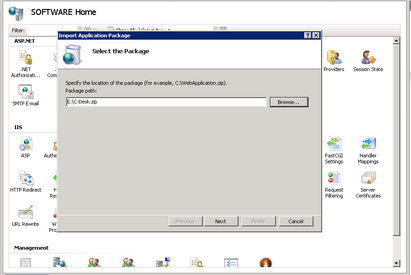 SOFTWARE Home
Filter:
ASP.NET
Import Application Package
Select the Package
Specify the location of the package (for example, C:\WebApplication.zip).
Package path:
E:\C-Desk.zip
Browse...
Previous
Next
Finish
Cancel
.NET
Authorizati...
Providers
Session State
SMTP E-mail
IIS
ASP
FastCGI
Settings
Handler
Mappings
HTTP Redirect
Request
Filtering
Server
Certificates
URL Rewrite
Management